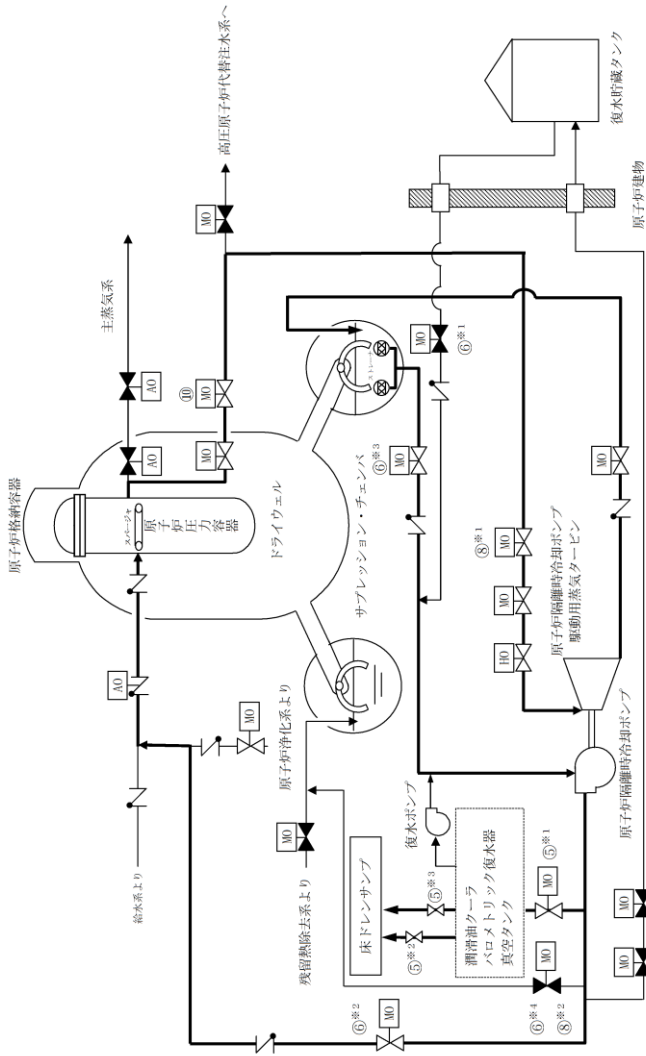 原子炉格納容器
主蒸気系
高圧原子炉代替注水系へ
AO
AO
MO
⑩
MO
MO
スパージャ
原子炉圧力容器
ドライウェル
サプレッション・チェンバ
ストレーナ
AO
MO
給水系より
原子炉浄化系より
残留熱除去系より
MO
⑥※3
MO
MO
⑥※1
復水貯蔵タンク
原子炉建物
⑧※1
MO
MO
HO
MO
原子炉隔離時冷却ポンプ
駆動用蒸気タービン
原子炉隔離時冷却ポンプ
復水ポンプ
床ドレンサンプ
⑤※3
⑤※2
潤滑油クーラ
バロメトリック復水器
真空タンク
⑤※1
MO
⑥※2
MO
⑥※4
⑧※2
MO
MO
MO